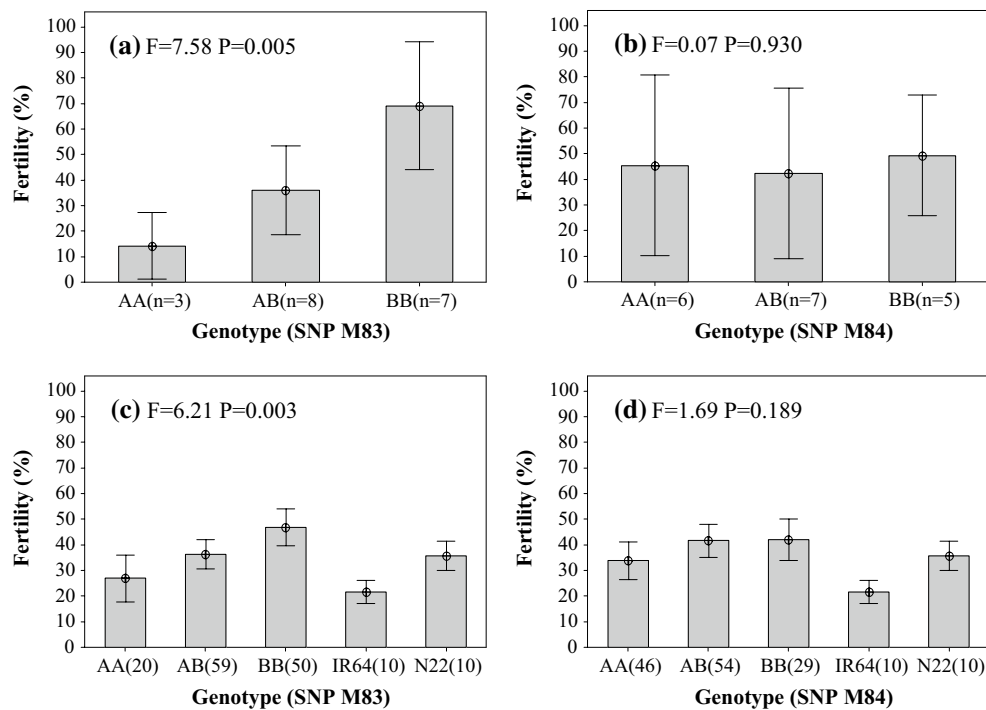 (a) F=7.58 P=0.005
Fertility (%)
100
90
80
70
60
50
40
30
20
10
0
AA(n=3) AB(n=8) BB(n=7)
Genotype (SNP M83)
(b) F=0.07 P=0.930
Fertility (%)
100
90
80
70
60
50
40
30
20
10
0
AA(n=6) AB(n=7) BB(n=5)
Genotype (SNP M84)
(c) F=6.21 P=0.003
Fertility (%)
100
90
80
70
60
50
40
30
20
10
0
AA(20) AB(59) BB(50) IR64(10) N22(10)
Genotype (SNP M83)
(d) F=1.69 P=0.189
Fertility (%)
100
90
80
70
60
50
40
30
20
10
0
AA(46) AB(54) BB(29) IR64(10) N22(10)
Genotype (SNP M84)